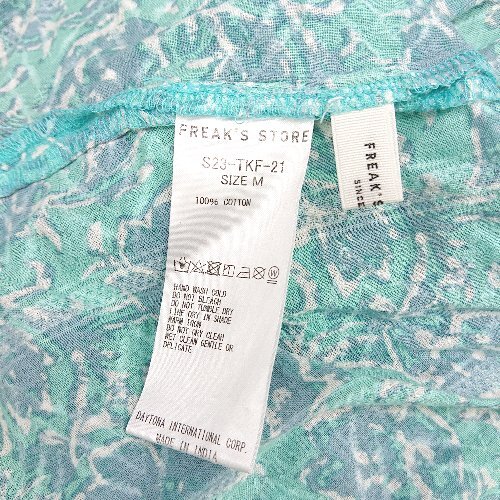 FREAK'S STORE
S23-TKF-21
SIZE M
100% COTTON
HAND WASH COLD
DO NOT BLEACH
DO NOT TUMBLE DRY
LINE DRY IN SHADE
WARM IRON
DO NOT DRY CLEAN
WET CLEAN GENTLE OR
DELICATE
DAYTONA INTERNATIONAL CORP.
MADE IN INDIA
FREAK'S
SINCE